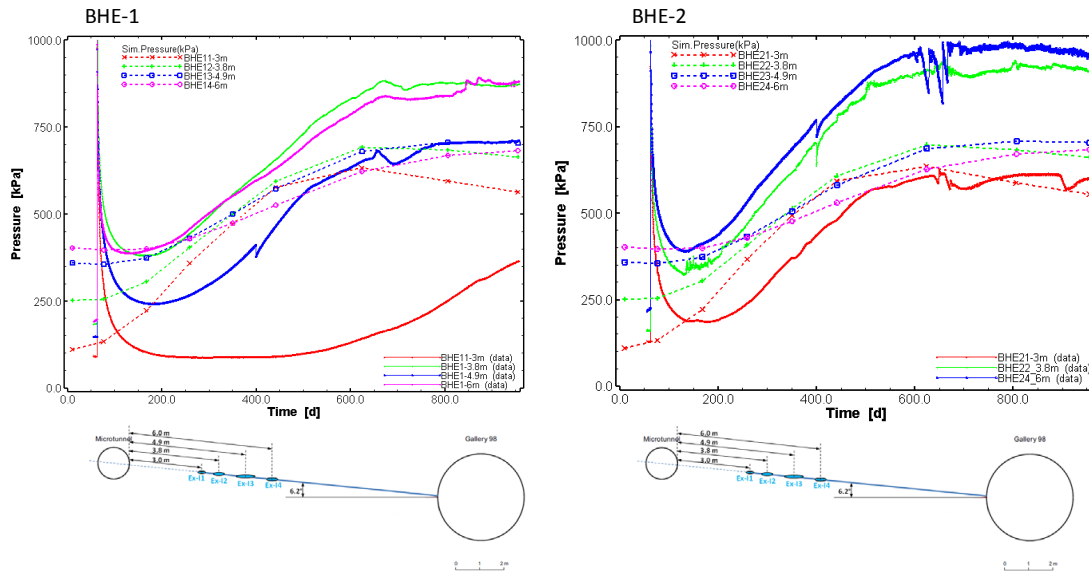 BHE-1
1000.0
750.0
500.0
250.0
0.0
Pressure [kPa]
Sim.Pressure(kPa)
BHE11-3m
BHE12-3.8m
BHE13-4.9m
BHE14-6m
BHE11-3m (data)
BHE1-3.8m (data)
BHE1-4.9m (data)
BHE1-6m (data)
0.0
200.0
400.0
600.0
800.0
Time [d]
Microtunnel
6.0 m
4.9 m
3.8 m
3.0 m
Ex-I1
Ex-I2
Ex-I3
Ex-I4
6.2°
Gallery 98
0 1 2 m
BHE-2
1000.0
750.0
500.0
250.0
0.0
Pressure [kPa]
Sim.Pressure(kPa)
BHE21-3m
BHE22-3.8m
BHE23-4.9m
BHE24-6m
BHE21-3m (data)
BHE22_3.8m (data)
BHE24_6m (data)
0.0
200.0
400.0
600.0
800.0
Time [d]
Microtunnel
6.0 m
4.9 m
3.8 m
3.0 m
Ex-I1
Ex-I2
Ex-I3
Ex-I4
6.2°
Gallery 98
0 1 2 m